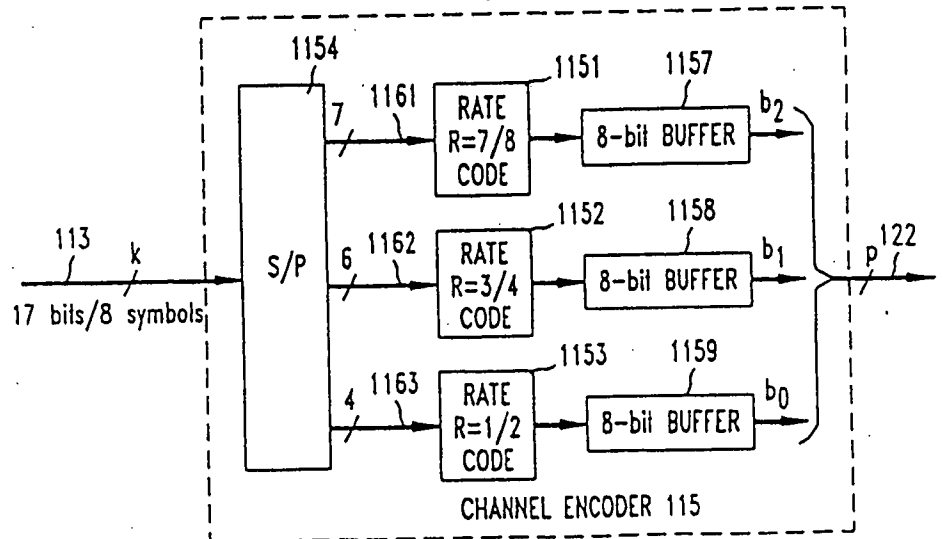 1154
1151
1157
7
1161
RATE
R=7/8
CODE
8-bit BUFFER
b2
113
k
17 bits/8 symbols
S/P
6
1162
1152
RATE
R=3/4
CODE
1158
8-bit BUFFER
b1
p
122
4
1163
1153
RATE
R=1/2
CODE
1159
8-bit BUFFER
b0
CHANNEL ENCODER 115